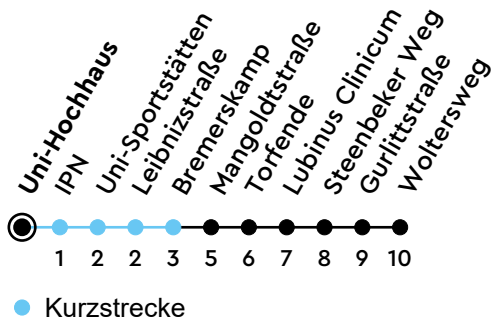 Uni-Hochhaus
IPN
Uni-Sportstätten
Leibnizstraße
Bremerskamp
Mangoldtstraße
Torfende
Lubinus Clinicum
Steenbeker Weg
Gurlittstraße
Woltersweg
1 2 2 3 5 6 7 8 9 10
Kurzstrecke